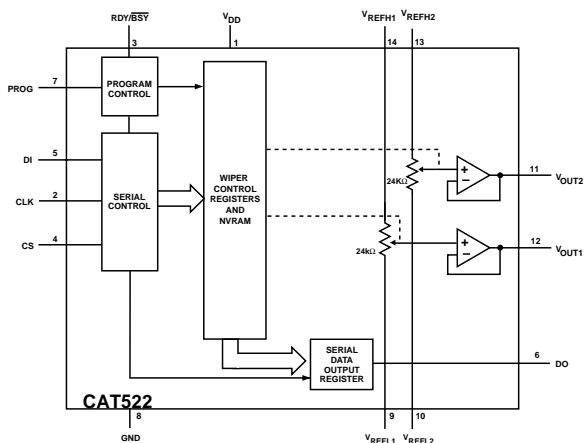 RDY/BSY
VDD
VREFH1
VREFH2
3
1
14
13
7
PROG
PROGRAM
CONTROL
5
DI
2
CLK
4
CS
SERIAL
CONTROL
WIPER
CONTROL
REGISTERS
AND
NVRAM
24KΩ
+
−
11
VOUT2
24kΩ
+
−
12
VOUT1
SERIAL
DATA
OUTPUT
REGISTER
6
DO
CAT522
8
9
10
GND
VREFL1
VREFL2